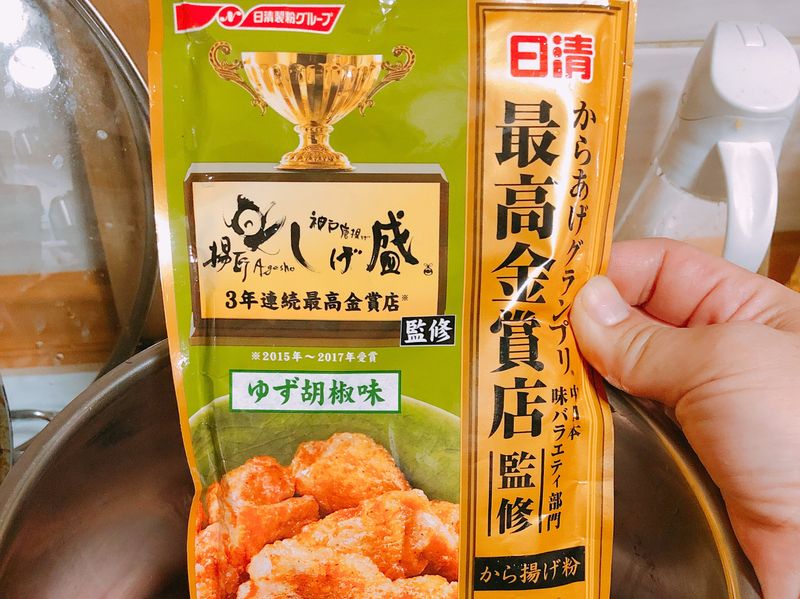 日清製粉グループ
日清
からあげグランプリ®
中日本
味バラエティ部門
最高金賞店
監修
揚匠 Agesho
神戸唐揚げ
しげ盛
3年連続最高金賞店※
監修
※2015年〜2017年受賞
ゆず胡椒味
から揚げ粉